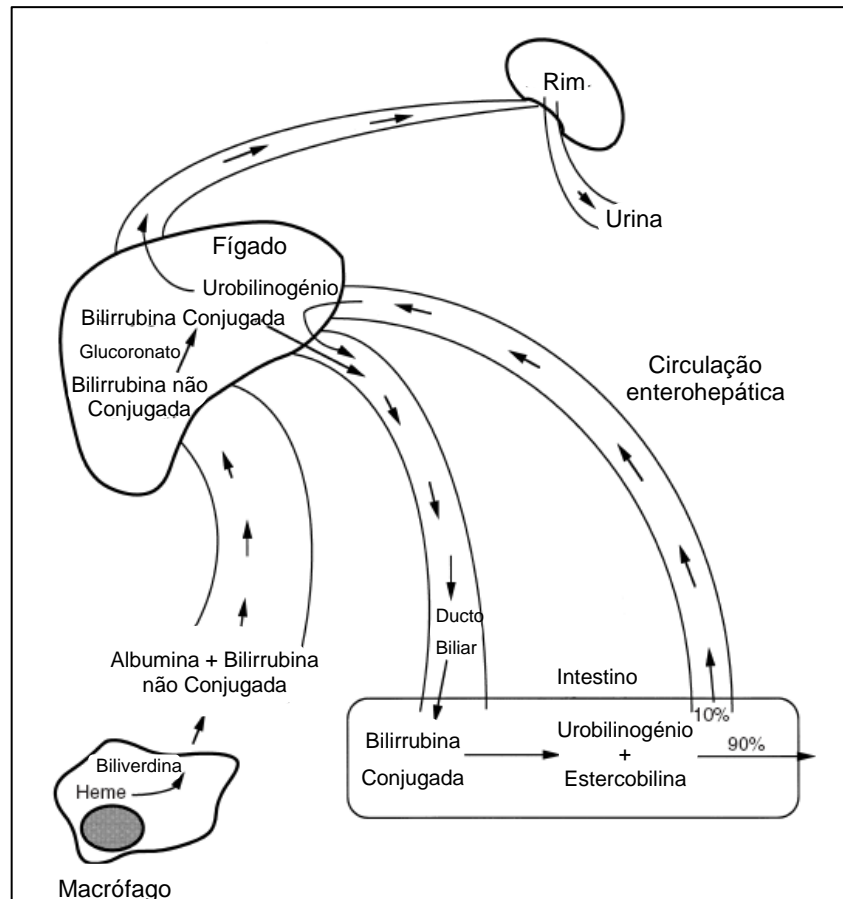 Rim
Urina
Fígado
Urobilinogénio
Bilirrubina Conjugada
Glucoronato
Bilirrubina não
Conjugada
Circulação
enterohepática
Ducto
Biliar
Albumina + Bilirrubina
não Conjugada
Intestino
10%
Bilirrubina
Conjugada
Urobilinogénio
+
Estercobilina
90%
Biliverdina
Heme
Macrófago